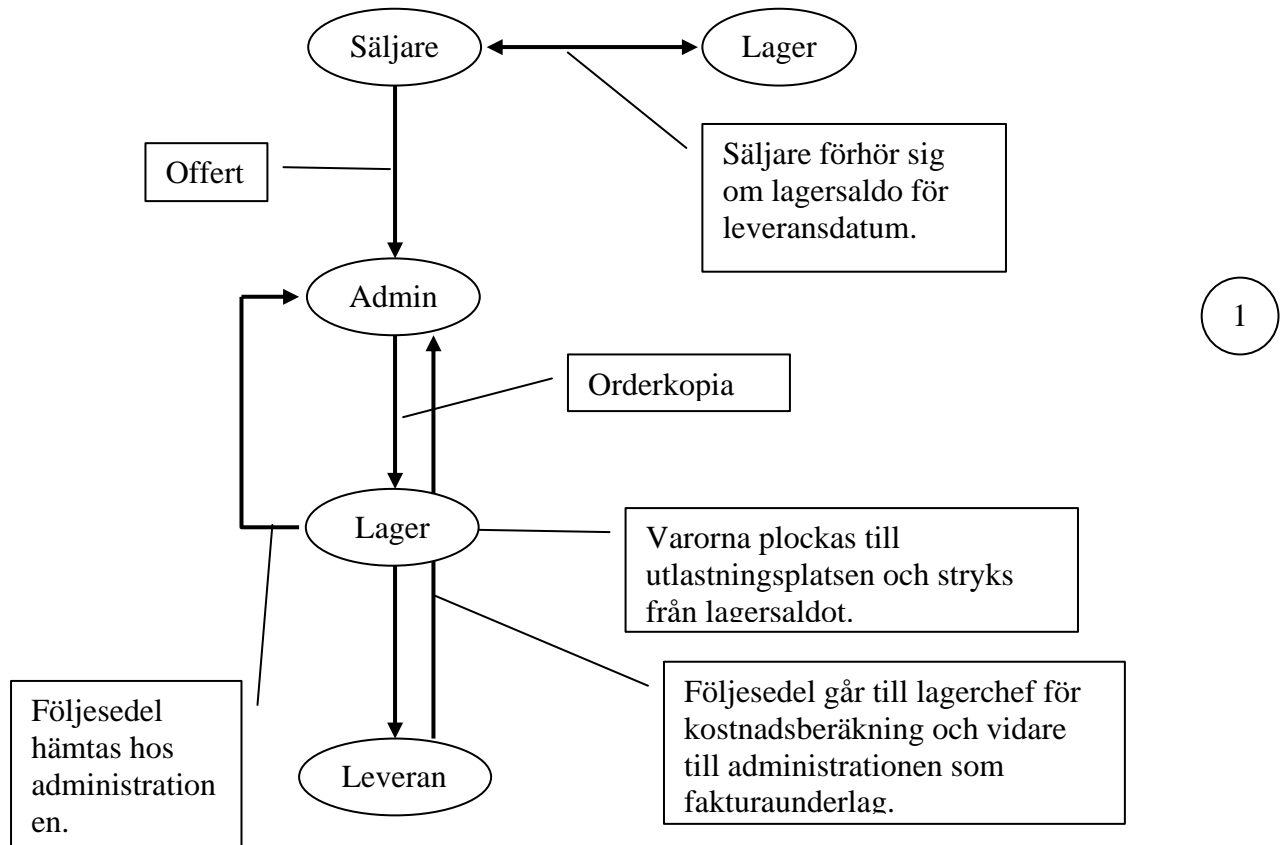 Säljare
Lager
Offert
Säljare förhör sig
om lagersaldo för
leveransdatum.
Admin
1
Orderkopia
Lager
Varorna plockas till
utlastningsplatsen och stryks
från lagersaldot.
Följesedel
hämtas hos
administration
en.
Följesedel går till lagerchef för
kostnadsberäkning och vidare
till administrationen som
fakturaunderlag.
Leveran